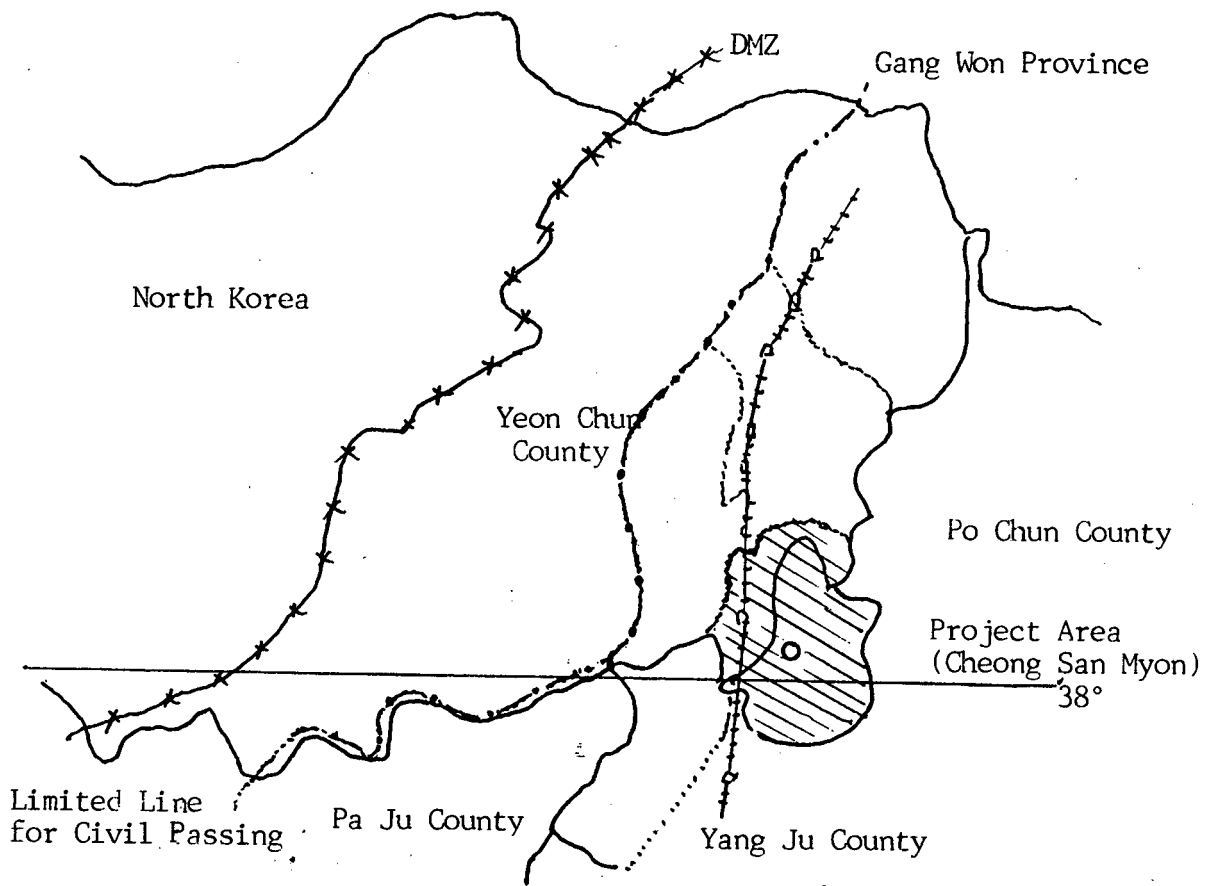 DMZ
Gang Won Province
North Korea
Yeon Chun
County
Po Chun County
Project Area
(Cheong San Myon)
38°
Limited Line
for Civil Passing
Pa Ju County
Yang Ju County